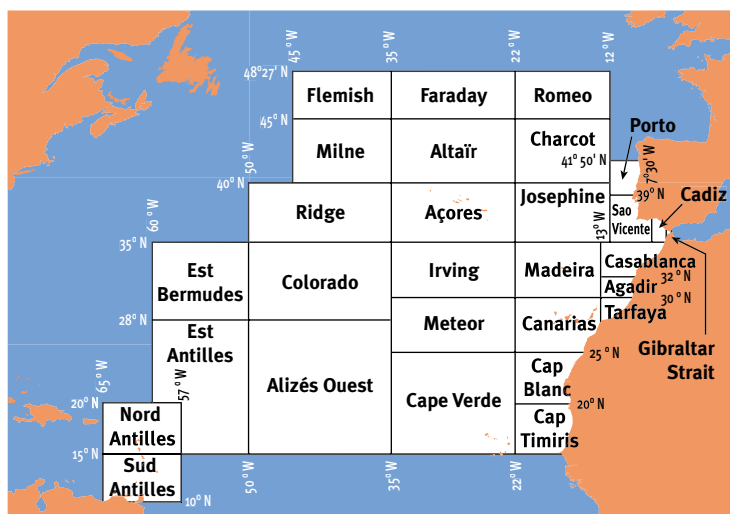 45° W
35° W
22° W
12° W
48° 27' N
Flemish
Faraday
Romeo
45° N
Porto
Milne
Altaïr
Charcot
41° 50' N
7° 30' W
50° W
40° N
39° N
Cadiz
Ridge
Açores
Josephine
13° W
Sao
Vicente
60° W
35° N
Est
Bermudes
Colorado
Irving
Madeira
Casablanca
32° N
Agadir
30° N
28° N
Est
Antilles
Meteor
Canarias
Tarfaya
25° N
Gibraltar
Strait
65° W
57° W
Alizés Ouest
Cape Verde
Cap
Blanc
20° N
20° N
Nord
Antilles
Cap
Timiris
15° N
Sud
Antilles
10° N
50° W
35° W
22° W